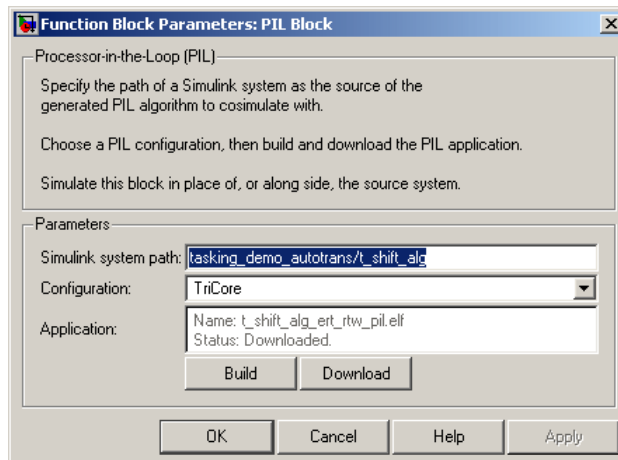 Function Block Parameters: PIL Block
Processor-in-the-Loop (PIL)
Specify the path of a Simulink system as the source of the
generated PIL algorithm to cosimulate with.
Choose a PIL configuration, then build and download the PIL application.
Simulate this block in place of, or along side, the source system.
Parameters
Simulink system path: tasking_demo_autotrans/t_shift_alg
Configuration: TriCore
Application: Name: t_shift_alg_ert_rtw_pil.elf
Status: Downloaded.
Build Download
OK Cancel Help Apply